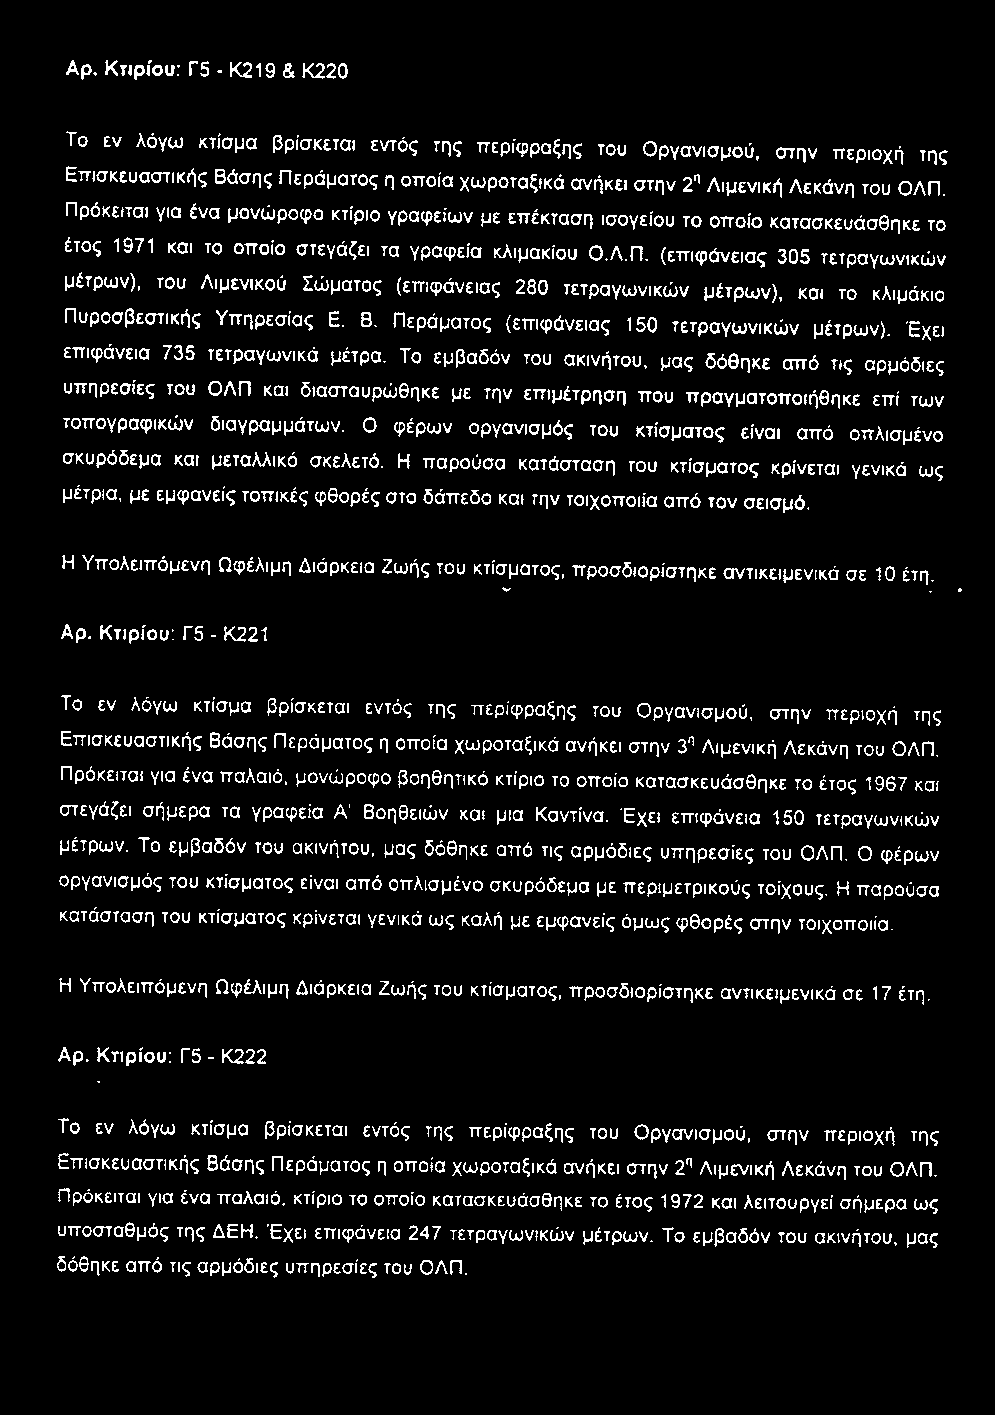 Αρ. Κτιρίου: Γ5 - Κ219 & Κ220
Το εν λόγω κτίσμα βρίσκεται εντός της περίφραξης του Οργανισμού, στην περιοχή της
Επισκευαστικής Βάσης Περάματος η οποία χωροταξικά ανήκει στην 2η Λιμενική Λεκάνη του ΟΛΠ.
Πρόκειται για ένα μονώροφο κτίριο γραφείων με επέκταση ισογείου το οποίο κατασκευάσθηκε το
έτος 1971 και το οποίο στεγάζει τα γραφεία κλιμακίου Ο.Λ.Π. (επιφάνειας 305 τετραγωνικών
μέτρων), του Λιμενικού Σώματος (επιφάνειας 280 τετραγωνικών μέτρων), και το κλιμάκιο
Πυροσβεστικής Υπηρεσίας Ε. Β. Περάματος (επιφάνειας 150 τετραγωνικών μέτρων). Έχει
επιφάνεια 735 τετραγωνικά μέτρα. Το εμβαδόν του ακινήτου, μας δόθηκε από τις αρμόδιες
υπηρεσίες του ΟΛΠ και διασταυρώθηκε με την επιμέτρηση που πραγματοποιήθηκε επί των
τοπογραφικών διαγραμμάτων. Ο φέρων οργανισμός του κτίσματος είναι από οπλισμένο
σκυρόδεμα και μεταλλικό σκελετό. Η παρούσα κατάσταση του κτίσματος κρίνεται γενικά ως
μέτρια, με εμφανείς τοπικές φθορές στο δάπεδο και την τοιχοποιία από τον σεισμό.
Η Υπολειπόμενη Ωφέλιμη Διάρκεια Ζωής του κτίσματος, προσδιορίστηκε αντικειμενικά σε 10 έτη.
Αρ. Κτιρίου: Γ5 - Κ221
Το εν λόγω κτίσμα βρίσκεται εντός της περίφραξης του Οργανισμού, στην περιοχή της
Επισκευαστικής Βάσης Περάματος η οποία χωροταξικά ανήκει στην 3η Λιμενική Λεκάνη του ΟΛΠ.
Πρόκειται για ένα παλαιό, μονώροφο βοηθητικό κτίριο το οποίο κατασκευάσθηκε το έτος 1967 και
στεγάζει σήμερα τα γραφεία Α' Βοηθειών και μια Καντίνα. Έχει επιφάνεια 150 τετραγωνικών
μέτρων. Το εμβαδόν του ακινήτου, μας δόθηκε από τις αρμόδιες υπηρεσίες του ΟΛΠ. Ο φέρων
οργανισμός του κτίσματος είναι από οπλισμένο σκυρόδεμα με περιμετρικούς τοίχους. Η παρούσα
κατάσταση του κτίσματος κρίνεται γενικά ως καλή με εμφανείς όμως φθορές στην τοιχοποιία.
Η Υπολειπόμενη Ωφέλιμη Διάρκεια Ζωής του κτίσματος, προσδιορίστηκε αντικειμενικά σε 17 έτη.
Αρ. Κτιρίου: Γ5 - Κ222
Το εν λόγω κτίσμα βρίσκεται εντός της περίφραξης του Οργανισμού, στην περιοχή της
Επισκευαστικής Βάσης Περάματος η οποία χωροταξικά ανήκει στην 2η Λιμενική Λεκάνη του ΟΛΠ.
Πρόκειται για ένα παλαιό, κτίριο το οποίο κατασκευάσθηκε το έτος 1972 και λειτουργεί σήμερα ως
υποσταθμός της ΔΕΗ. Έχει επιφάνεια 247 τετραγωνικών μέτρων. Το εμβαδόν του ακινήτου, μας
δόθηκε από τις αρμόδιες υπηρεσίες του ΟΛΠ.